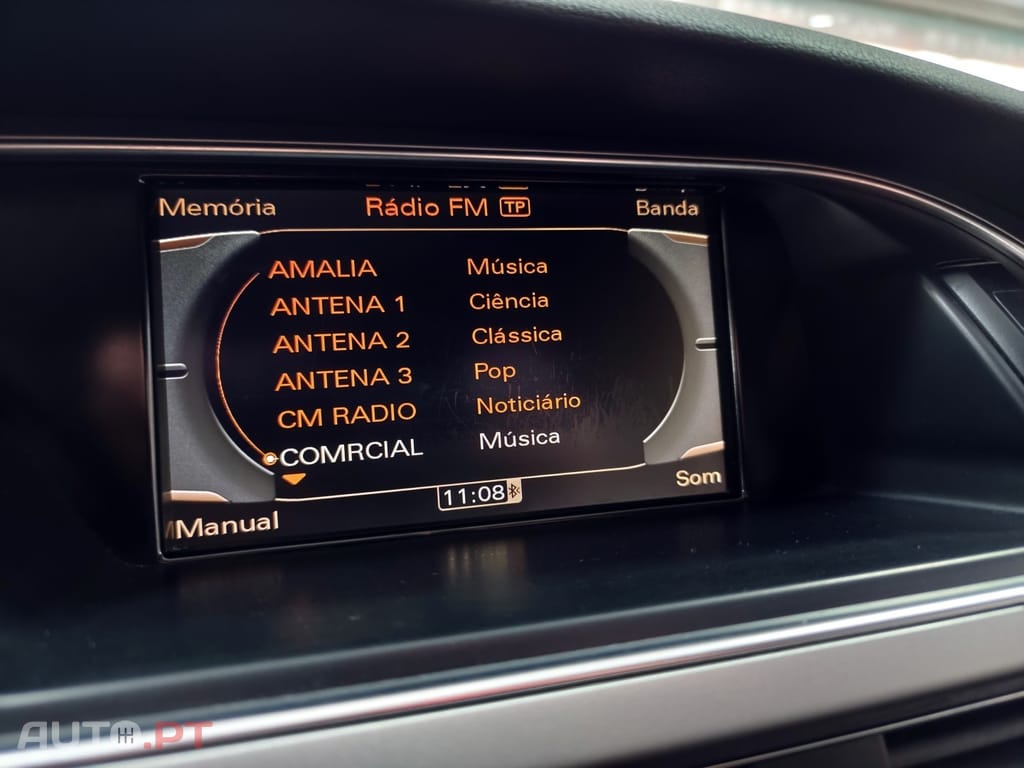 Memória Rádio FM TP Banda
AMALIA Música
ANTENA 1 Ciência
ANTENA 2 Clássica
ANTENA 3 Pop
CM RADIO Noticiário
COMRCIAL Música
11:08
Som
Manual
AUTO.PT